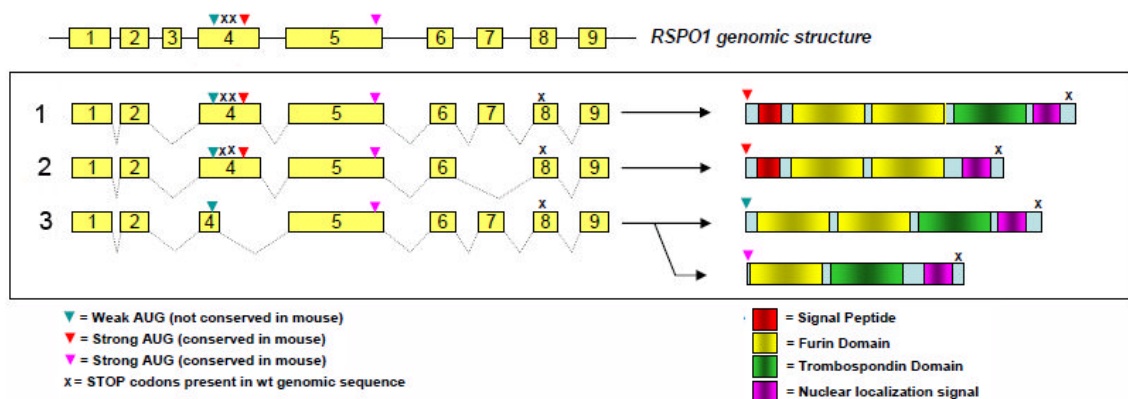 xx
1 2 3 4 5 6 7 8 9 RSPO1 genomic structure
xx x x
1 1 2 4 5 6 7 8 9
xx x x
2 1 2 4 5 6 8 9
x x
3 1 2 4 5 6 7 8 9
x
= Weak AUG (not conserved in mouse)
= Strong AUG (conserved in mouse)
= Strong AUG (conserved in mouse)
x = STOP codons present in wt genomic sequence
= Signal Peptide
= Furin Domain
= Trombospondin Domain
= Nuclear localization signal